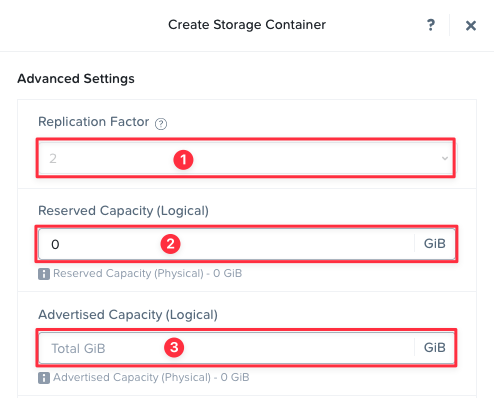 Create Storage Container
? ×
Advanced Settings
Replication Factor ?
2 1
Reserved Capacity (Logical)
0 2 GiB
i Reserved Capacity (Physical) - 0 GiB
Advertised Capacity (Logical)
Total GiB 3 GiB
i Advertised Capacity (Physical) - 0 GiB